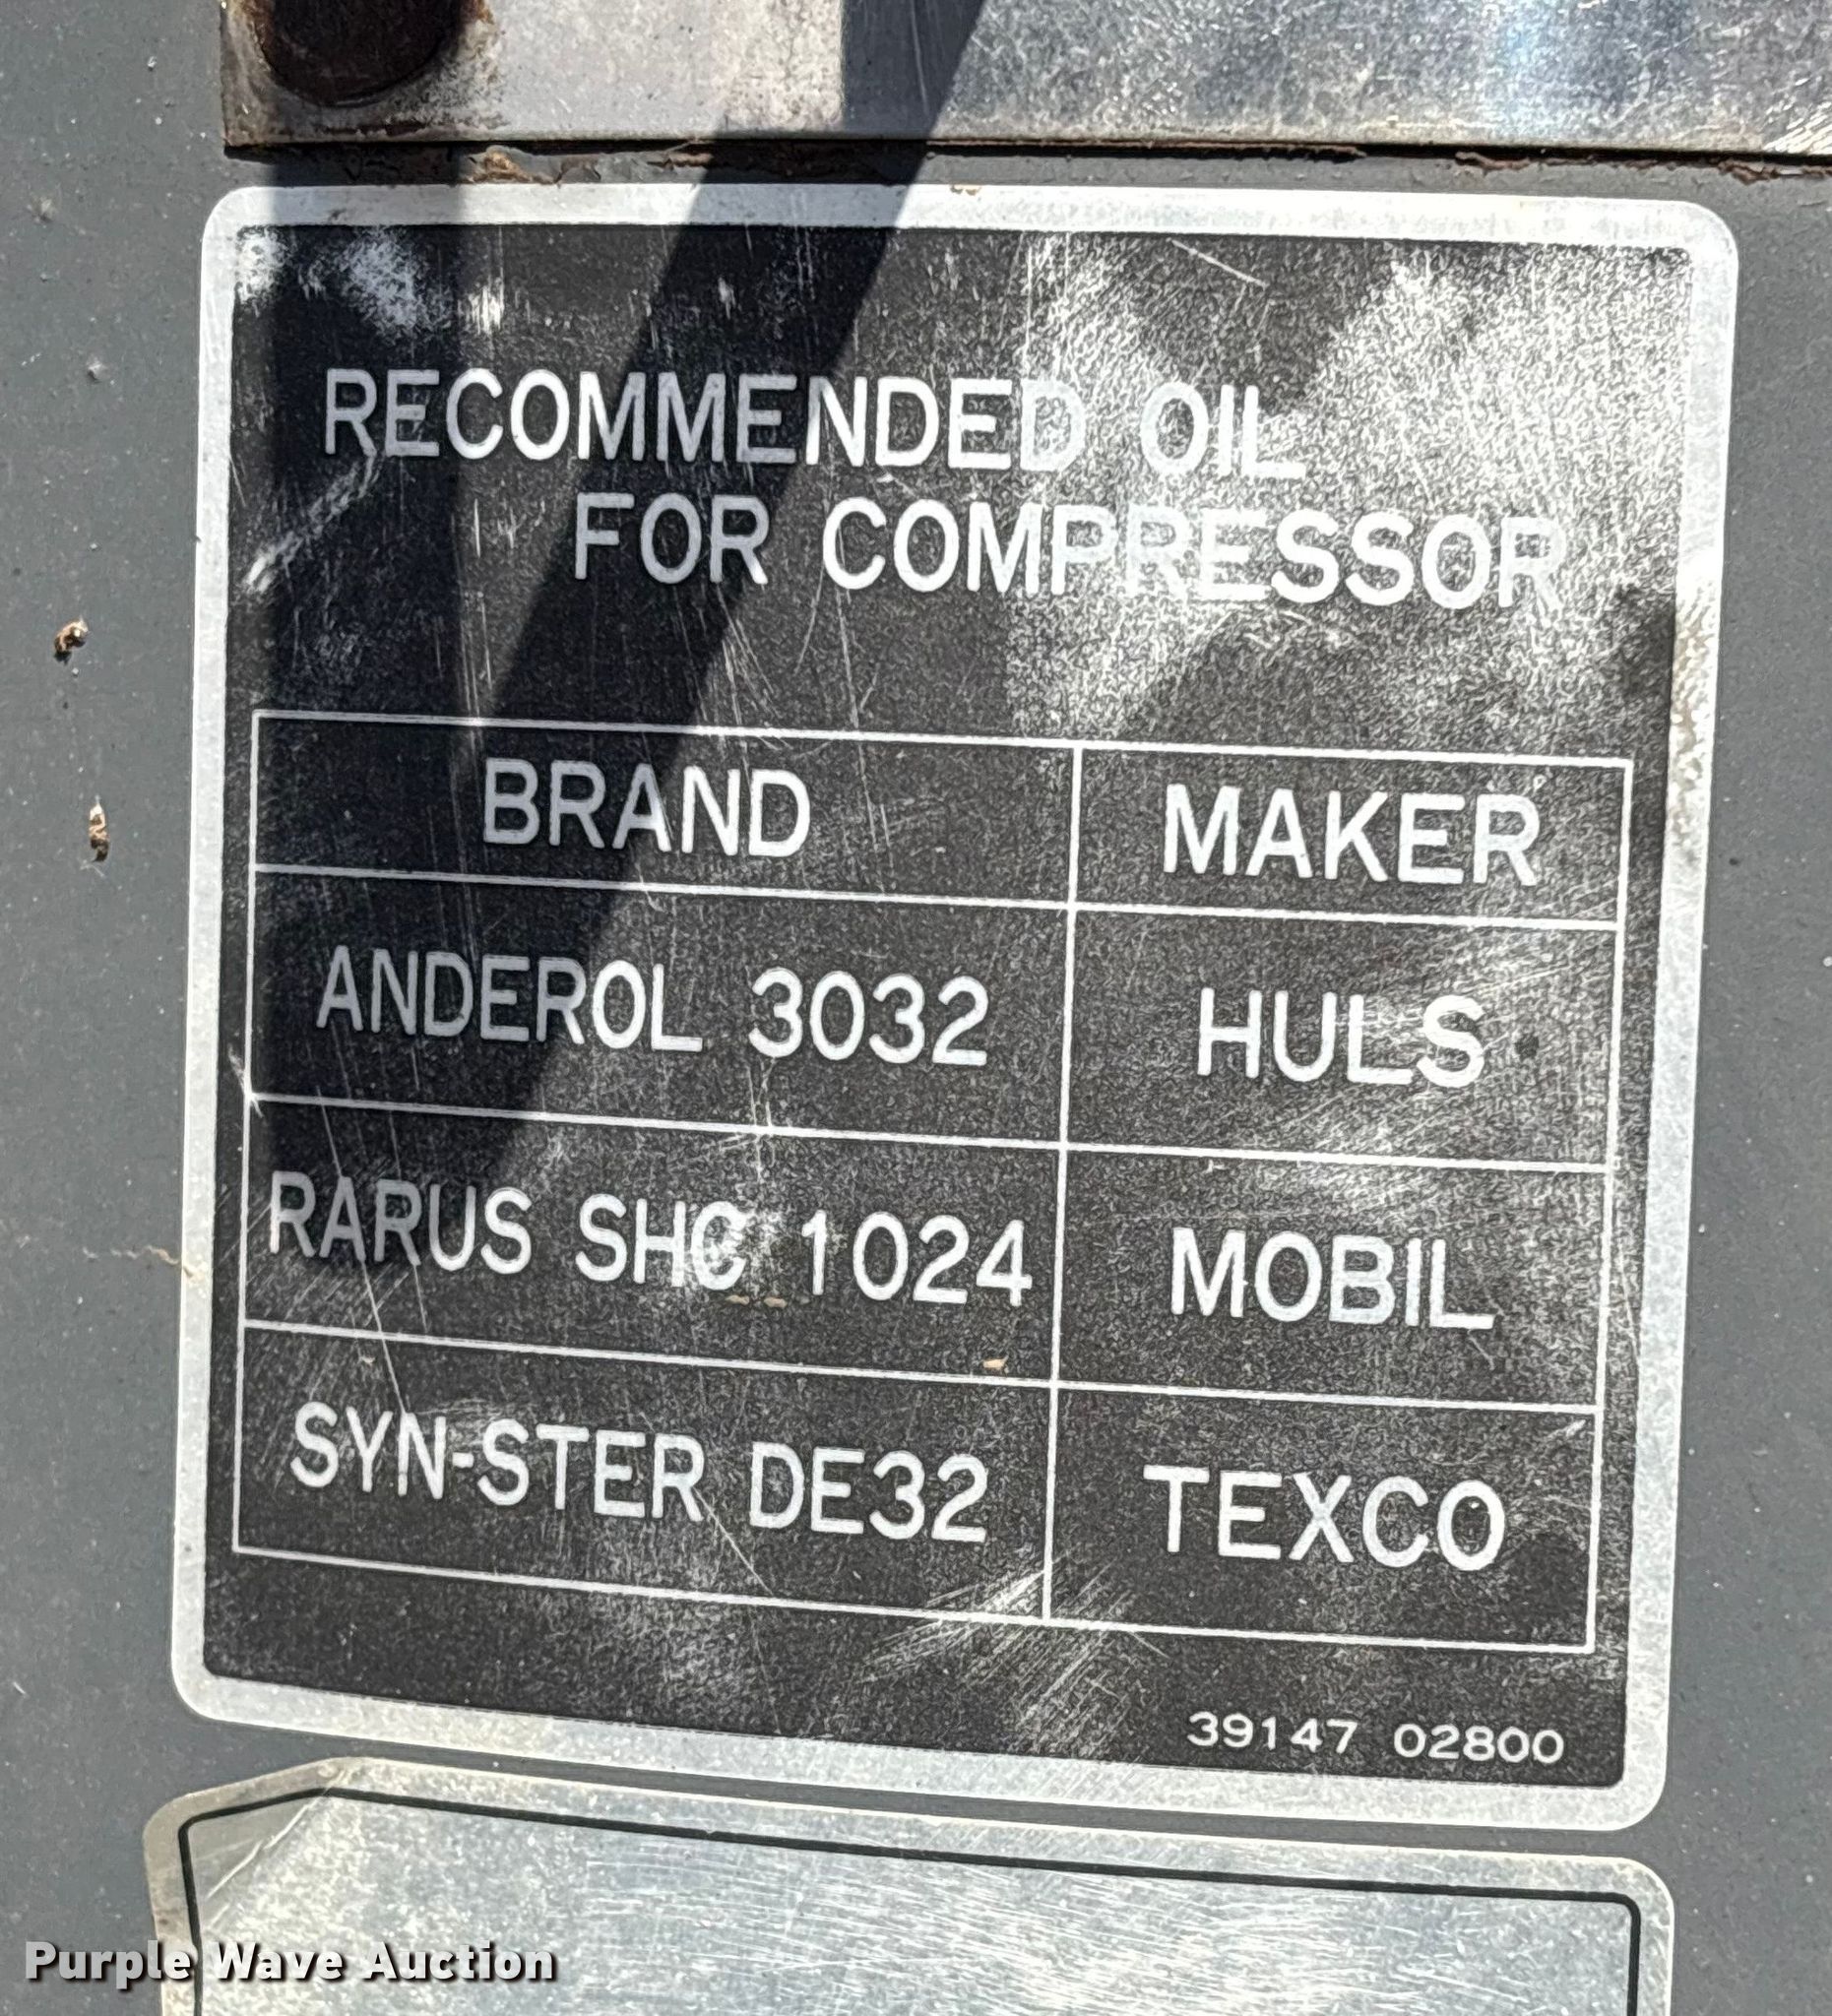 RECOMMENDED OIL
FOR COMPRESSOR
BRAND MAKER
ANDEROL 3032 HULS
RARUS SHC 1024 MOBIL
SYN-STER DE32 TEXCO
39147 02800
Purple Wave Auction